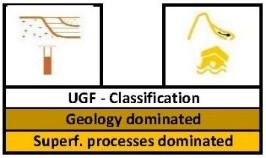 UGF - Classification
Geology dominated
Superf. processes dominated